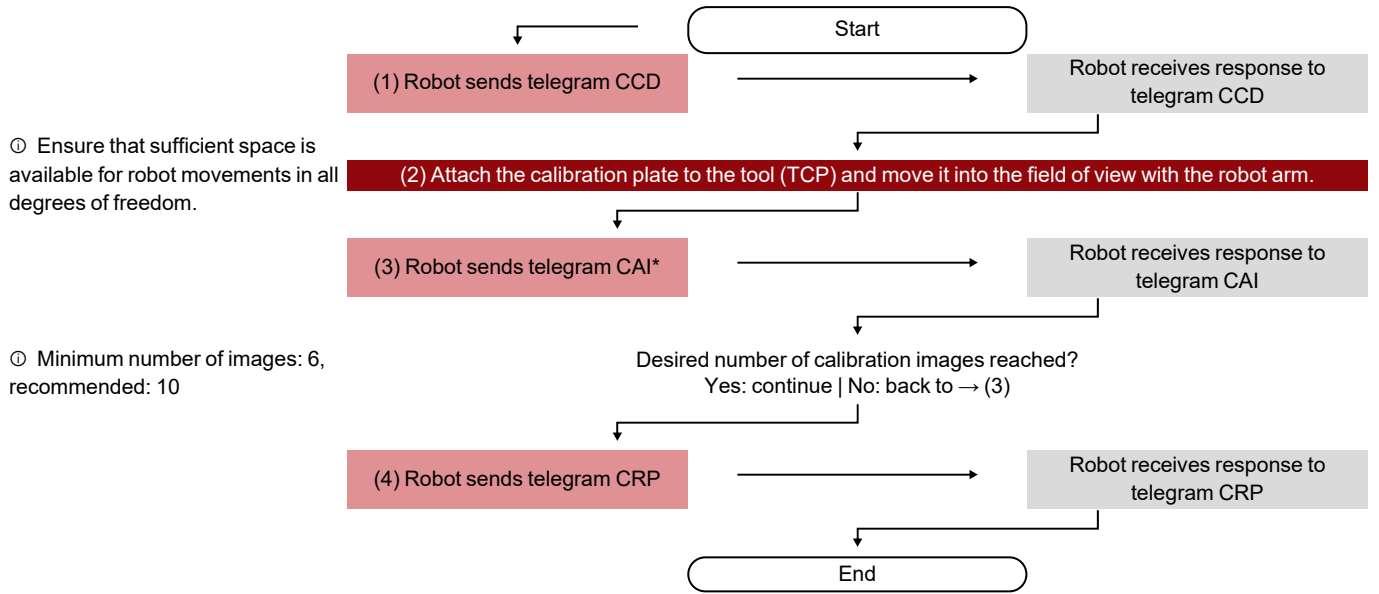 Start
(1) Robot sends telegram CCD
Robot receives response to
telegram CCD
ⓘ Ensure that sufficient space is
available for robot movements in all
degrees of freedom.
(2) Attach the calibration plate to the tool (TCP) and move it into the field of view with the robot arm.
(3) Robot sends telegram CAI*
Robot receives response to
telegram CAI
ⓘ Minimum number of images: 6,
recommended: 10
Desired number of calibration images reached?
Yes: continue | No: back to → (3)
(4) Robot sends telegram CRP
Robot receives response to
telegram CRP
End